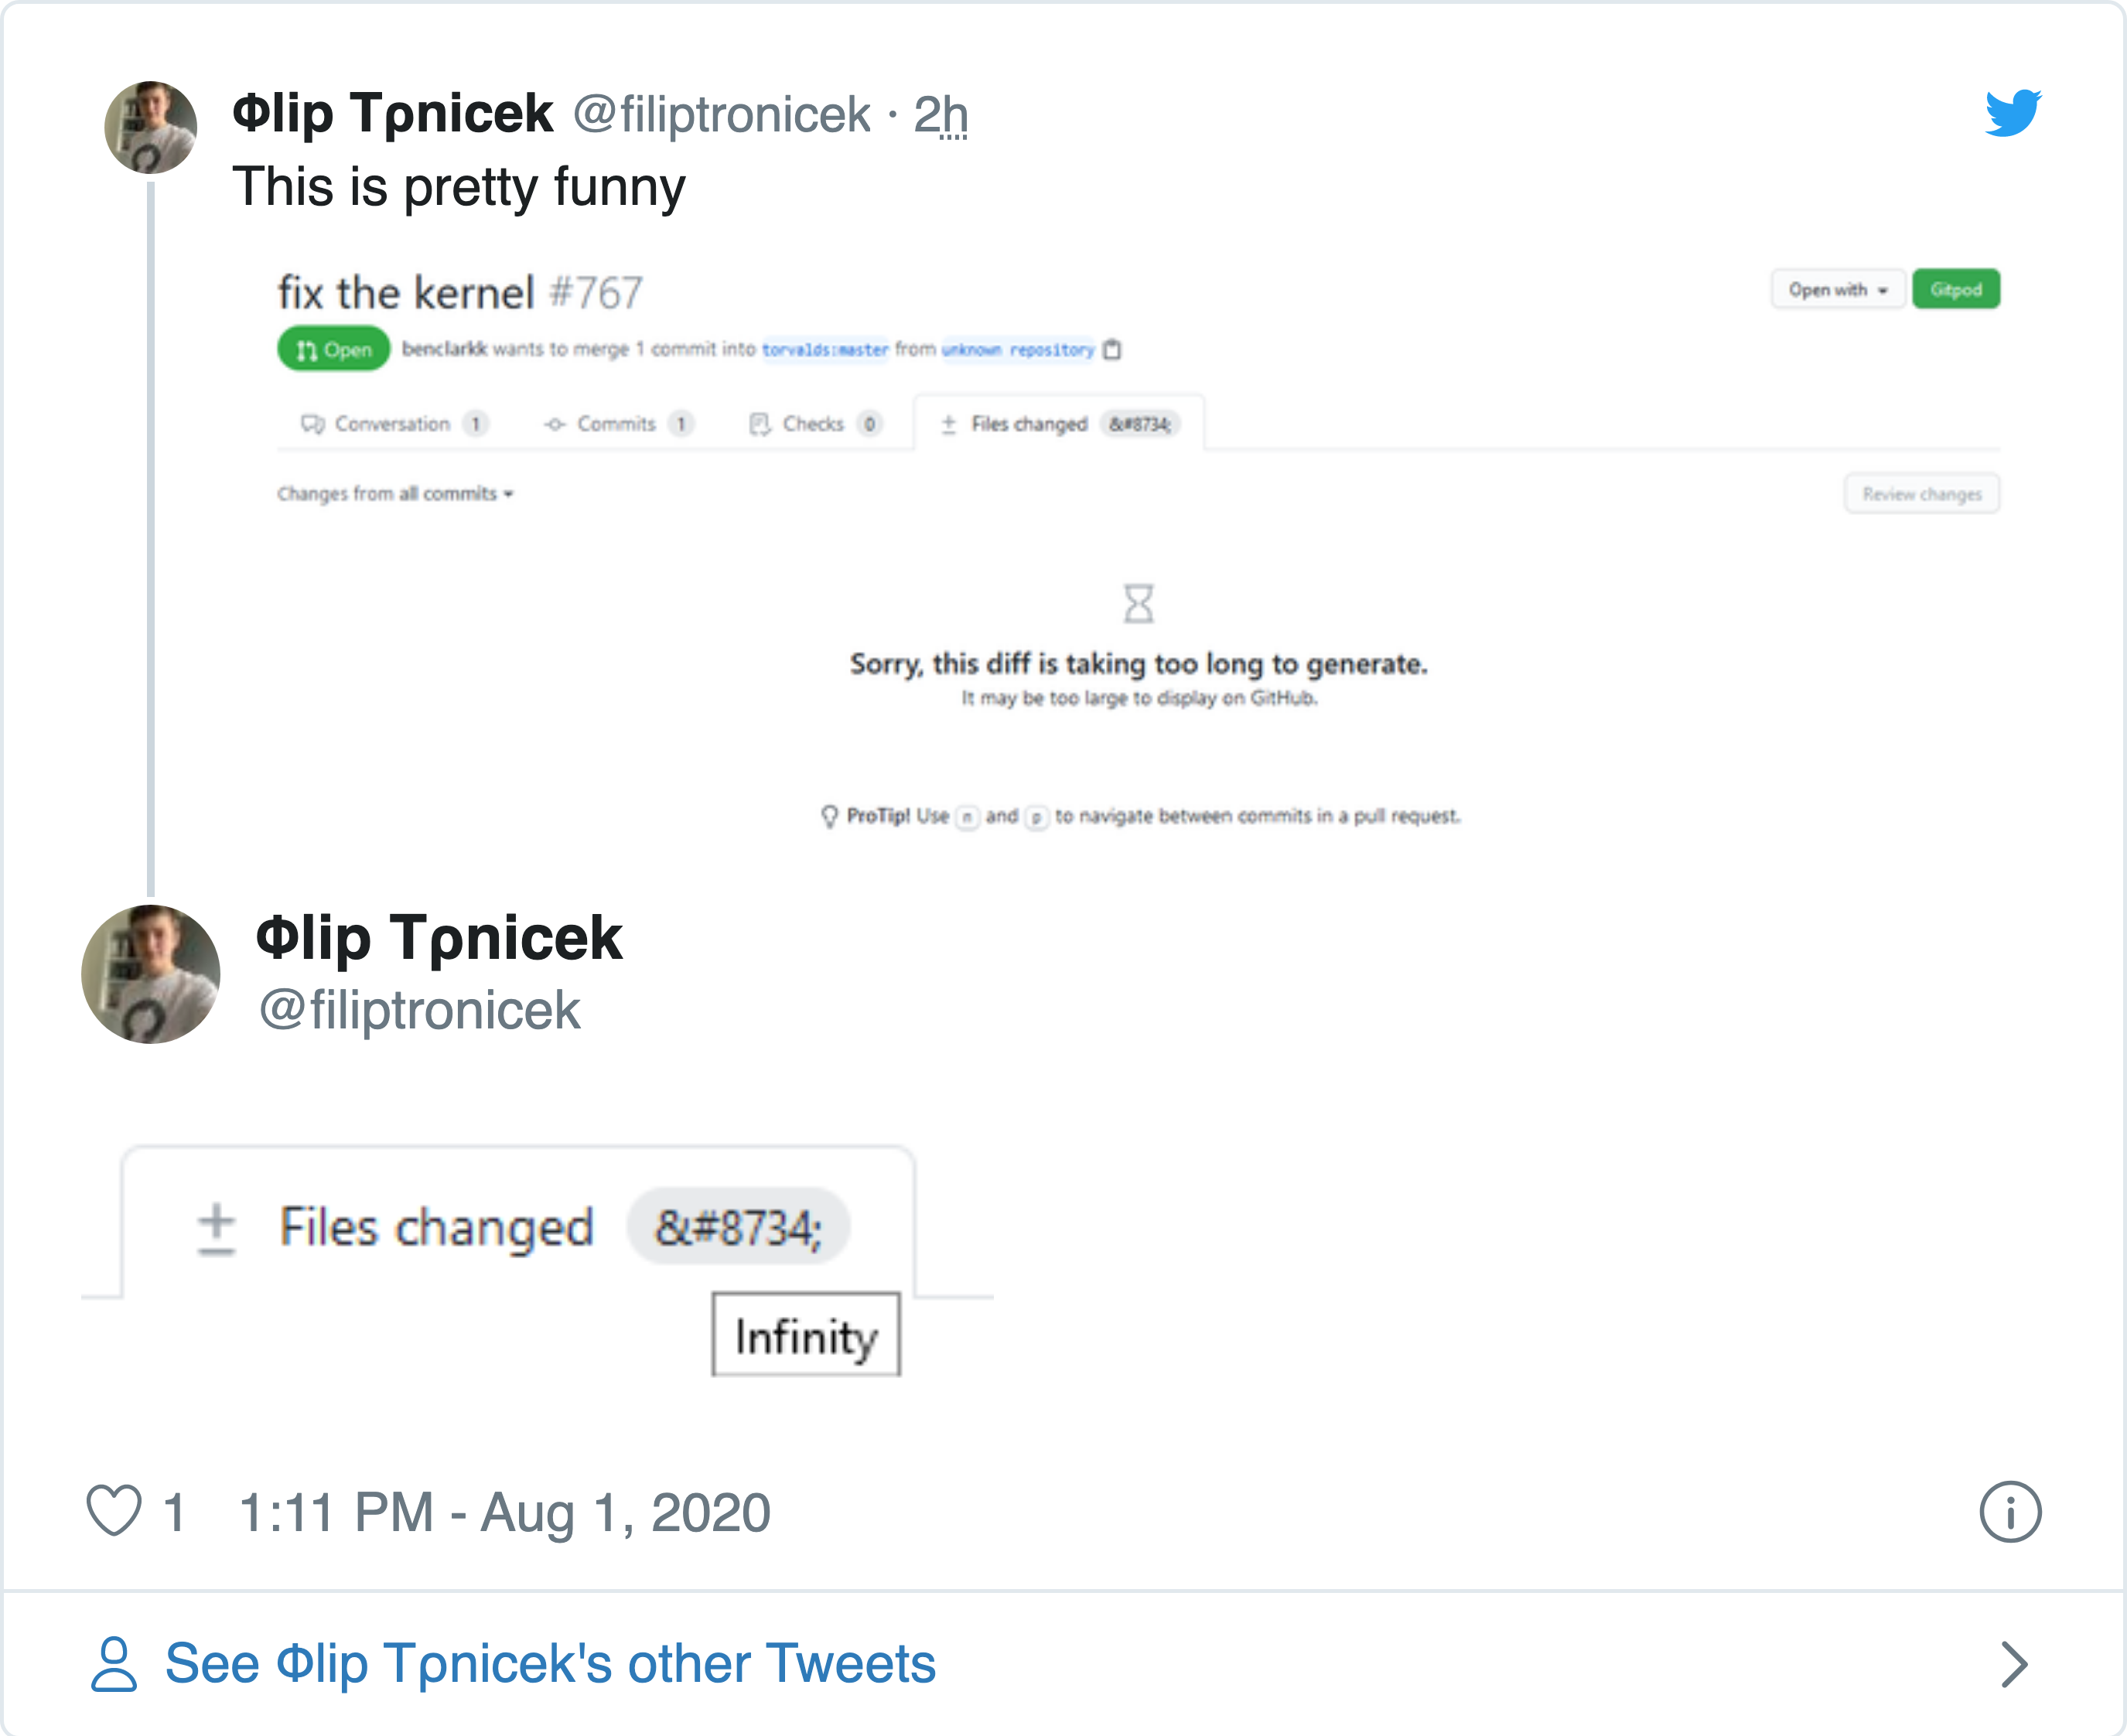 Φlip Tρnicek @filiptronicek · 2h
This is pretty funny
fix the kernel #767
Open with
Gitpod
Open
benclarkk wants to merge 1 commit into torvalds:master from unknown repository
Conversation 1
Commits 1
Checks 0
Files changed &#8734;
Changes from all commits
Review changes
Sorry, this diff is taking too long to generate.
It may be too large to display on GitHub.
ProTip! Use n and p to navigate between commits in a pull request.
Φlip Tρnicek
@filiptronicek
Files changed &#8734;
Infinity
1 1:11 PM - Aug 1, 2020
See Φlip Tρnicek's other Tweets